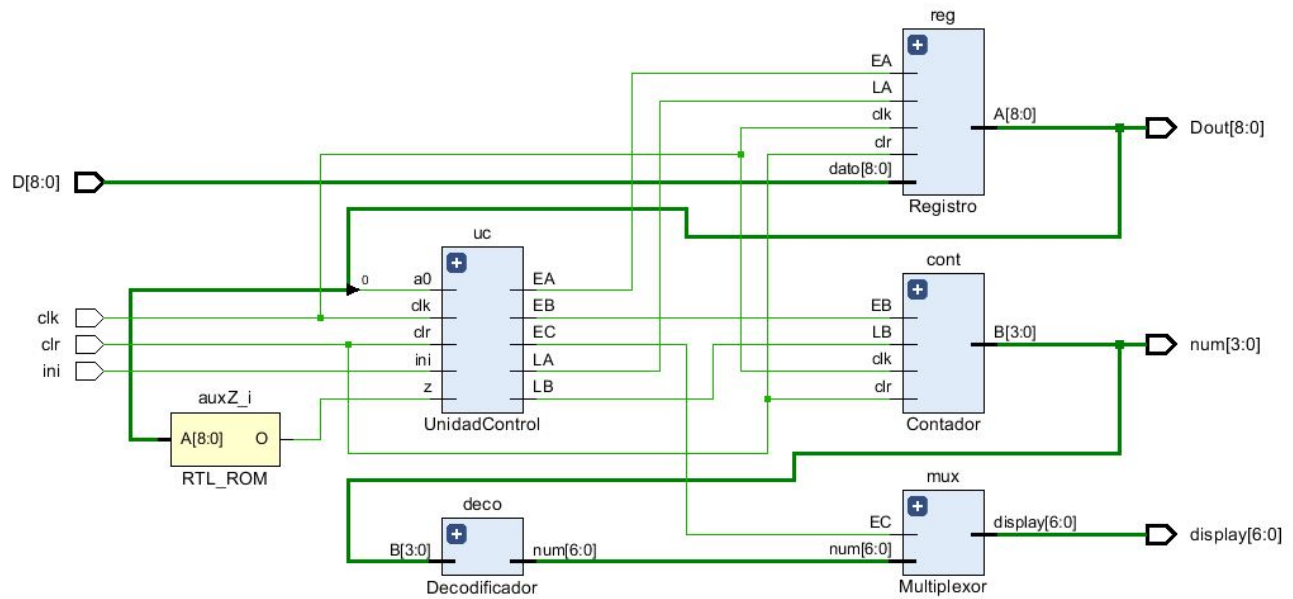 reg
EA
LA
clk
clr
dato[8:0]
A[8:0]
Registro
D[8:0]
Dout[8:0]
uc
0
a0
clk
clr
ini
z
EA
EB
EC
LA
LB
UnidadControl
clk
clr
ini
auxZ_i
A[8:0] O
RTL_ROM
cont
EB
LB
clk
clr
B[3:0]
Contador
num[3:0]
deco
B[3:0]
num[6:0]
Decodificador
mux
EC
num[6:0]
display[6:0]
Multiplexor
display[6:0]